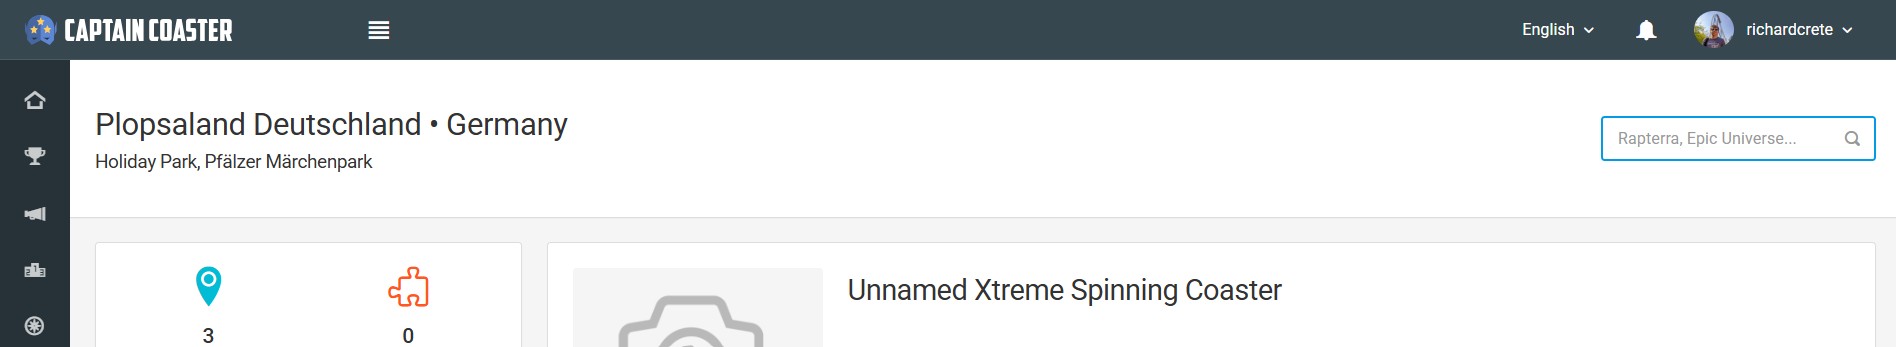 CAPTAIN COASTER
English
richardcrete
Plopsaland Deutschland • Germany
Holiday Park, Pfälzer Märchenpark
Rapterra, Epic Universe...
Unnamed Xtreme Spinning Coaster
3
0